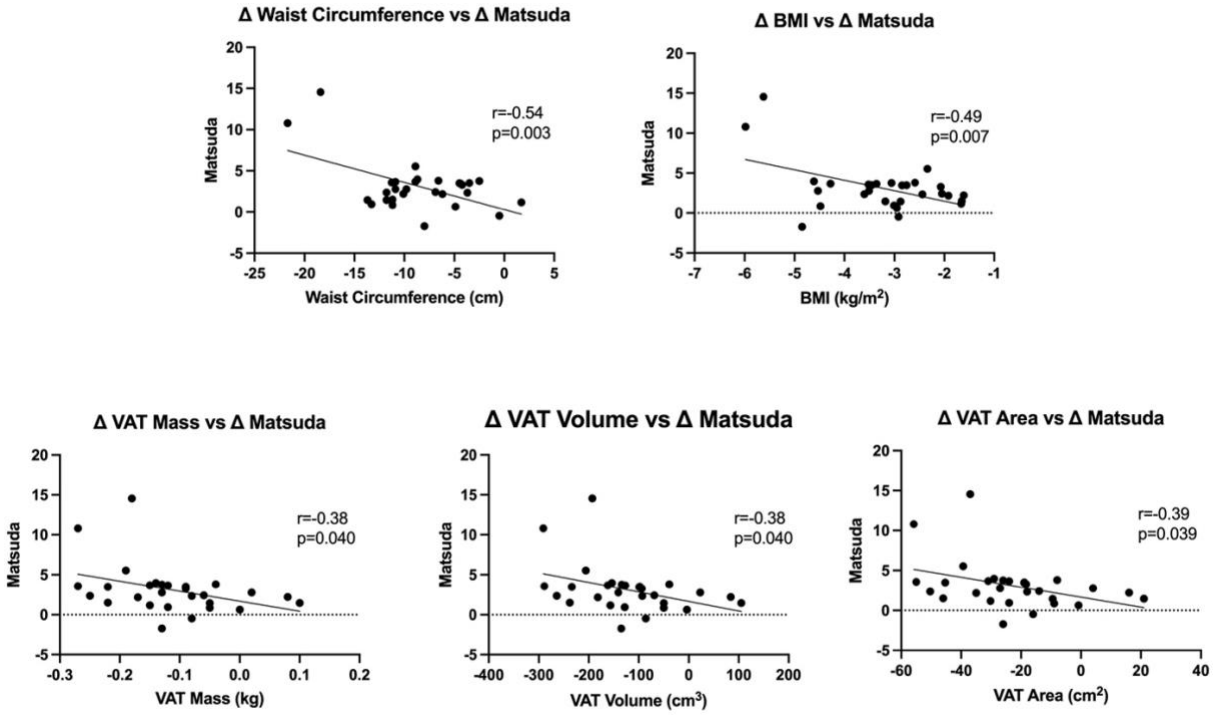 Δ Waist Circumference vs Δ Matsuda
20
15
10
5
0
-5
Matsuda
r=-0.54
p=0.003
-25 -20 -15 -10 -5 0 5
Waist Circumference (cm)
Δ BMI vs Δ Matsuda
20
15
10
5
0
-5
Matsuda
r=-0.49
p=0.007
-7 -6 -5 -4 -3 -2 -1
BMI (kg/m²)
Δ VAT Mass vs Δ Matsuda
20
15
10
5
0
-5
Matsuda
r=-0.38
p=0.040
-0.3 -0.2 -0.1 0.0 0.1 0.2
VAT Mass (kg)
Δ VAT Volume vs Δ Matsuda
20
15
10
5
0
-5
Matsuda
r=-0.38
p=0.040
-400 -300 -200 -100 0 100 200
VAT Volume (cm³)
Δ VAT Area vs Δ Matsuda
20
15
10
5
0
-5
Matsuda
r=-0.39
p=0.039
-60 -40 -20 0 20 40
VAT Area (cm²)